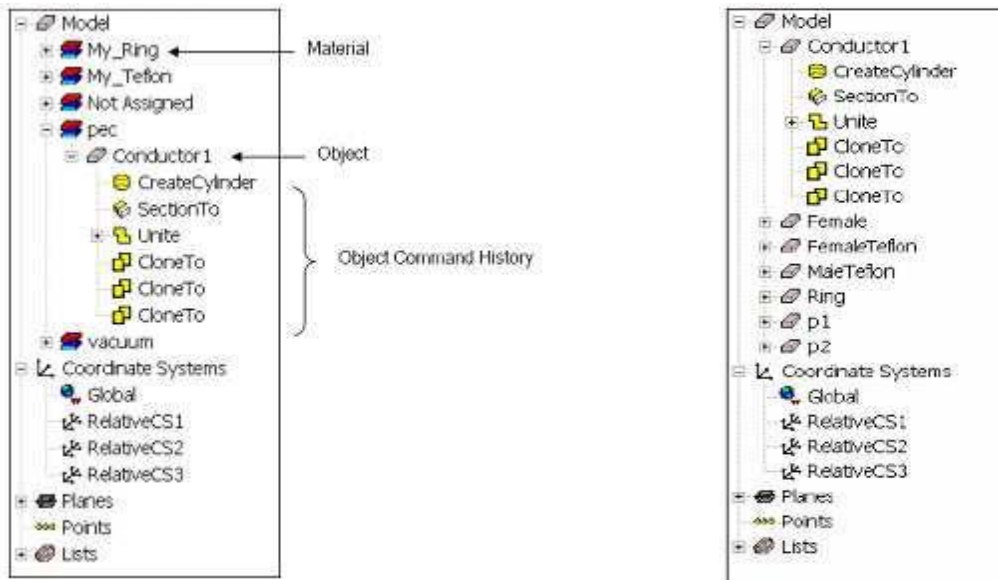 Model
My_Ring
My_Teflon
Not Assigned
pec
Conductor1
CreateCylinder
SectionTo
Unite
CloneTo
CloneTo
CloneTo
vacuum
Coordinate Systems
Global
RelativeCS1
RelativeCS2
RelativeCS3
Planes
Points
Lists
Material
Object
Object Command History
Model
Conductor1
CreateCylinder
SectionTo
Unite
CloneTo
CloneTo
CloneTo
Female
FemaleTeflon
MaleTeflon
Ring
p1
p2
Coordinate Systems
Global
RelativeCS1
RelativeCS2
RelativeCS3
Planes
Points
Lists